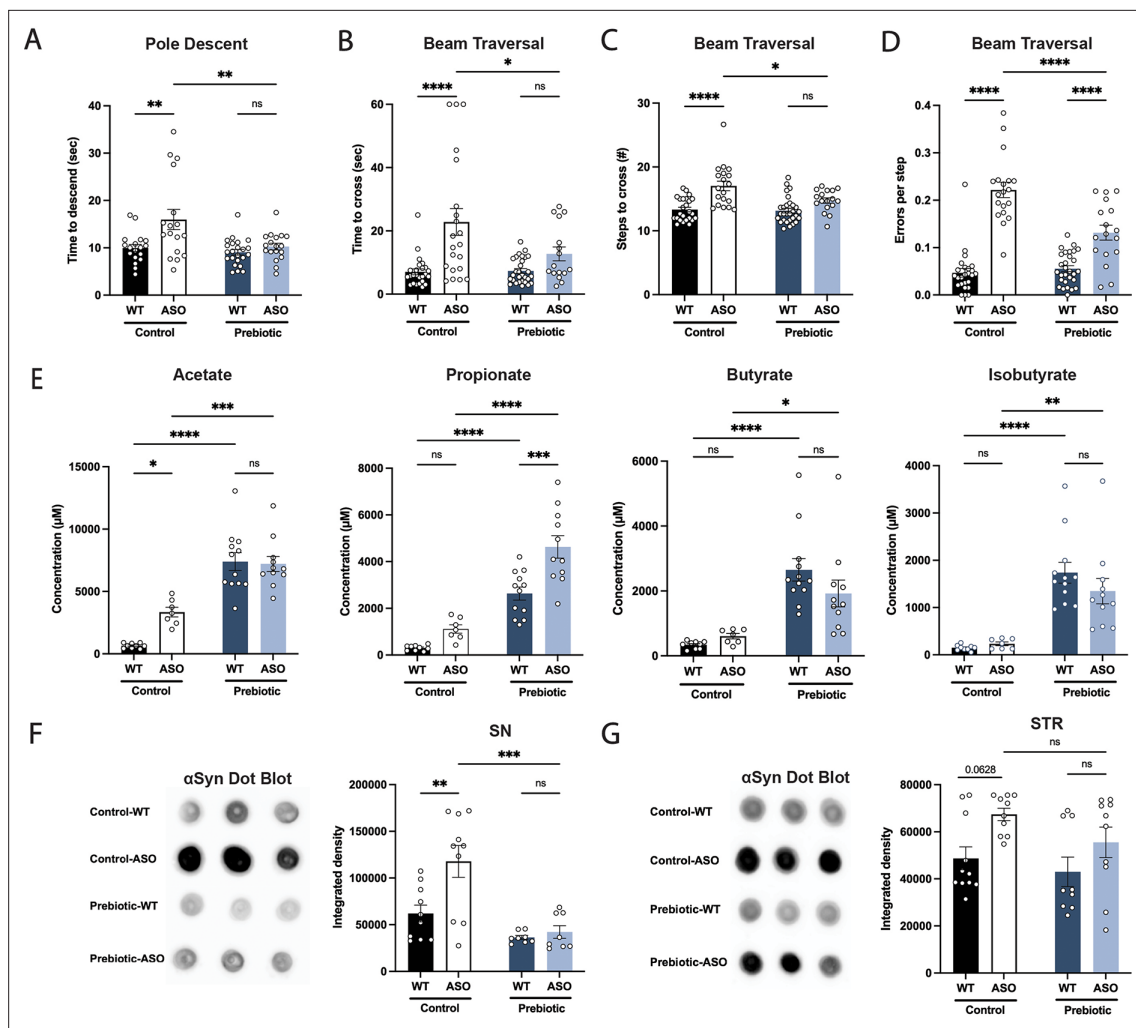 A
Pole Descent
**
**
ns
Time to descend (sec)
40
30
20
10
0
WT
ASO
WT
ASO
Control
Prebiotic
B
Beam Traversal
*
****
ns
Time to cross (sec)
60
40
20
0
WT
ASO
WT
ASO
Control
Prebiotic
C
Beam Traversal
*
****
ns
Steps to cross (#)
30
20
10
0
WT
ASO
WT
ASO
Control
Prebiotic
D
Beam Traversal
****
****
****
Errors per step
0.4
0.3
0.2
0.1
0.0
WT
ASO
WT
ASO
Control
Prebiotic
E
Acetate
***
****
*
ns
Concentration (µM)
15000
10000
5000
0
WT
ASO
WT
ASO
Control
Prebiotic
Propionate
****
****
ns
***
Concentration (µM)
8000
6000
4000
2000
0
WT
ASO
WT
ASO
Control
Prebiotic
Butyrate
*
****
ns
ns
Concentration (µM)
6000
4000
2000
0
WT
ASO
WT
ASO
Control
Prebiotic
Isobutyrate
**
****
ns
ns
Concentration (µM)
4000
3000
2000
1000
0
WT
ASO
WT
ASO
Control
Prebiotic
F
αSyn Dot Blot
Control-WT
Control-ASO
Prebiotic-WT
Prebiotic-ASO
SN
***
**
ns
Integrated density
200000
150000
100000
50000
0
WT
ASO
WT
ASO
Control
Prebiotic
G
αSyn Dot Blot
Control-WT
Control-ASO
Prebiotic-WT
Prebiotic-ASO
STR
ns
0.0628
ns
Integrated density
80000
60000
40000
20000
0
WT
ASO
WT
ASO
Control
Prebiotic